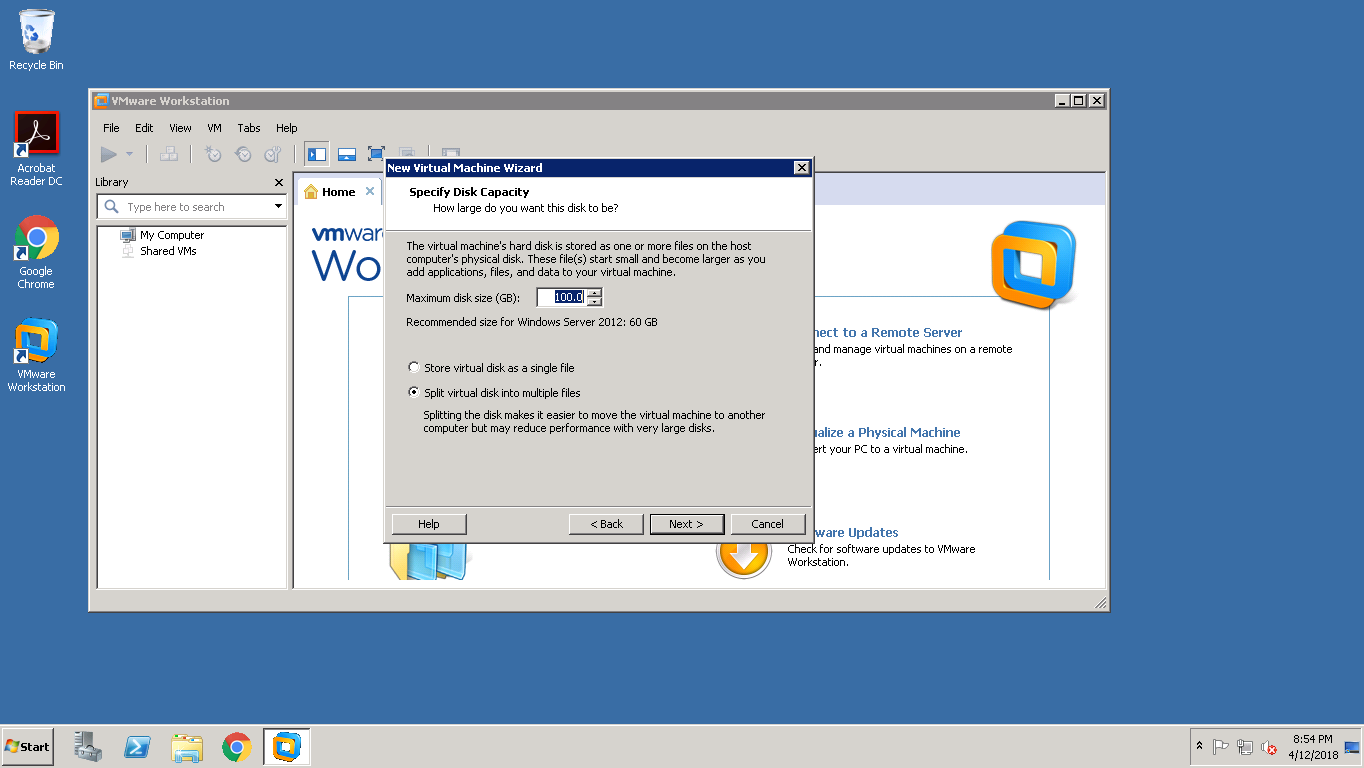 Recycle Bin
Acrobat
Reader DC
Google
Chrome
VMware
Workstation
VMware Workstation
File Edit View VM Tabs Help
Library
Type here to search
My Computer
Shared VMs
Home
vmwar
Wo
New Virtual Machine Wizard
Specify Disk Capacity
How large do you want this disk to be?
The virtual machine's hard disk is stored as one or more files on the host
computer's physical disk. These file(s) start small and become larger as you
add applications, files, and data to your virtual machine.
Maximum disk size (GB): 100.0
Recommended size for Windows Server 2012: 60 GB
Store virtual disk as a single file
Split virtual disk into multiple files
Splitting the disk makes it easier to move the virtual machine to another
computer but may reduce performance with very large disks.
Help < Back Next > Cancel
nect to a Remote Server
and manage virtual machines on a remote
r.
ualize a Physical Machine
ert your PC to a virtual machine.
ware Updates
Check for software updates to VMware
Workstation.
Start
8:54 PM
4/12/2018